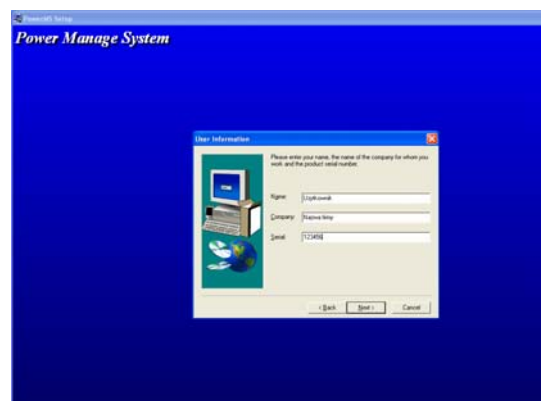 PowerMS Setup
Power Manage System
User Information
Please enter your name, the name of the company for whom you
work and the product serial number.
Name: Użytkownik
Company: Nazwa firmy
Serial: 123456
< Back
Next >
Cancel